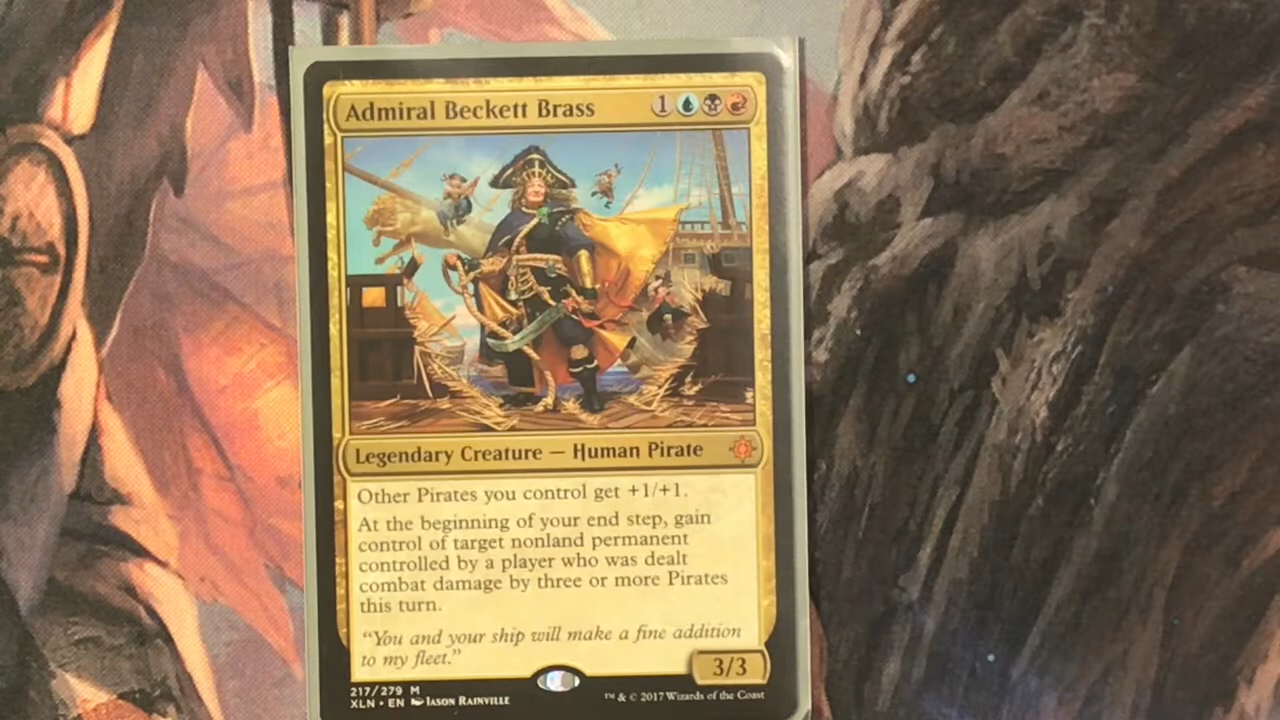 Admiral Beckett Brass 1
Legendary Creature — Human Pirate
Other Pirates you control get +1/+1.
At the beginning of your end step, gain
control of target nonland permanent
controlled by a player who was dealt
combat damage by three or more Pirates
this turn.
“You and your ship will make a fine addition
to my fleet.”
3/3
217/279 M
XLN • EN Jason Rainville
™ & © 2017 Wizards of the Coast